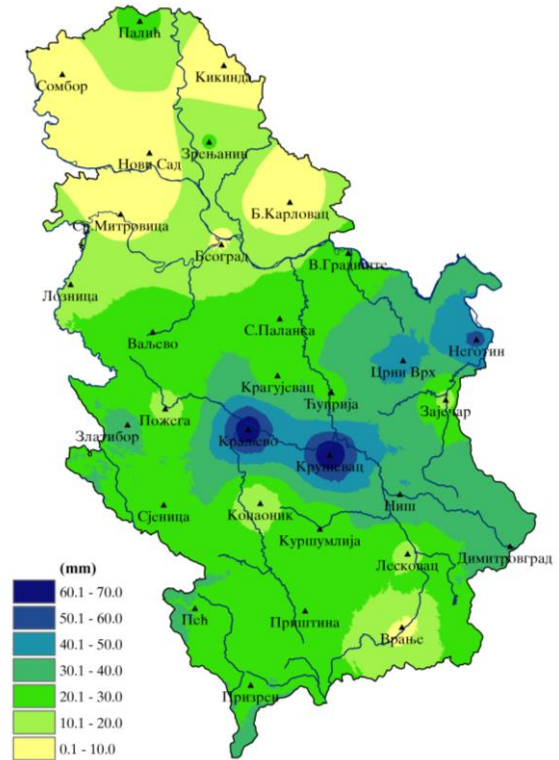 Палић
Сомбор
Кикинда
Нови Сад
Зрењанин
Б.Карловац
Ср.Митровица
Београд
В.Градиште
Лозница
Ваљево
С.Паланка
Неготин
Црни Врх
Крагујевац
Ћуприја
Зајечар
Пожега
Златибор
Краљево
Крушевац
Ниш
Сјеница
Копаоник
Куршумлија
Лесковац
Димитровград
Пећ
Приштина
Врање
Призрен
(mm)
60.1 - 70.0
50.1 - 60.0
40.1 - 50.0
30.1 - 40.0
20.1 - 30.0
10.1 - 20.0
0.1 - 10.0